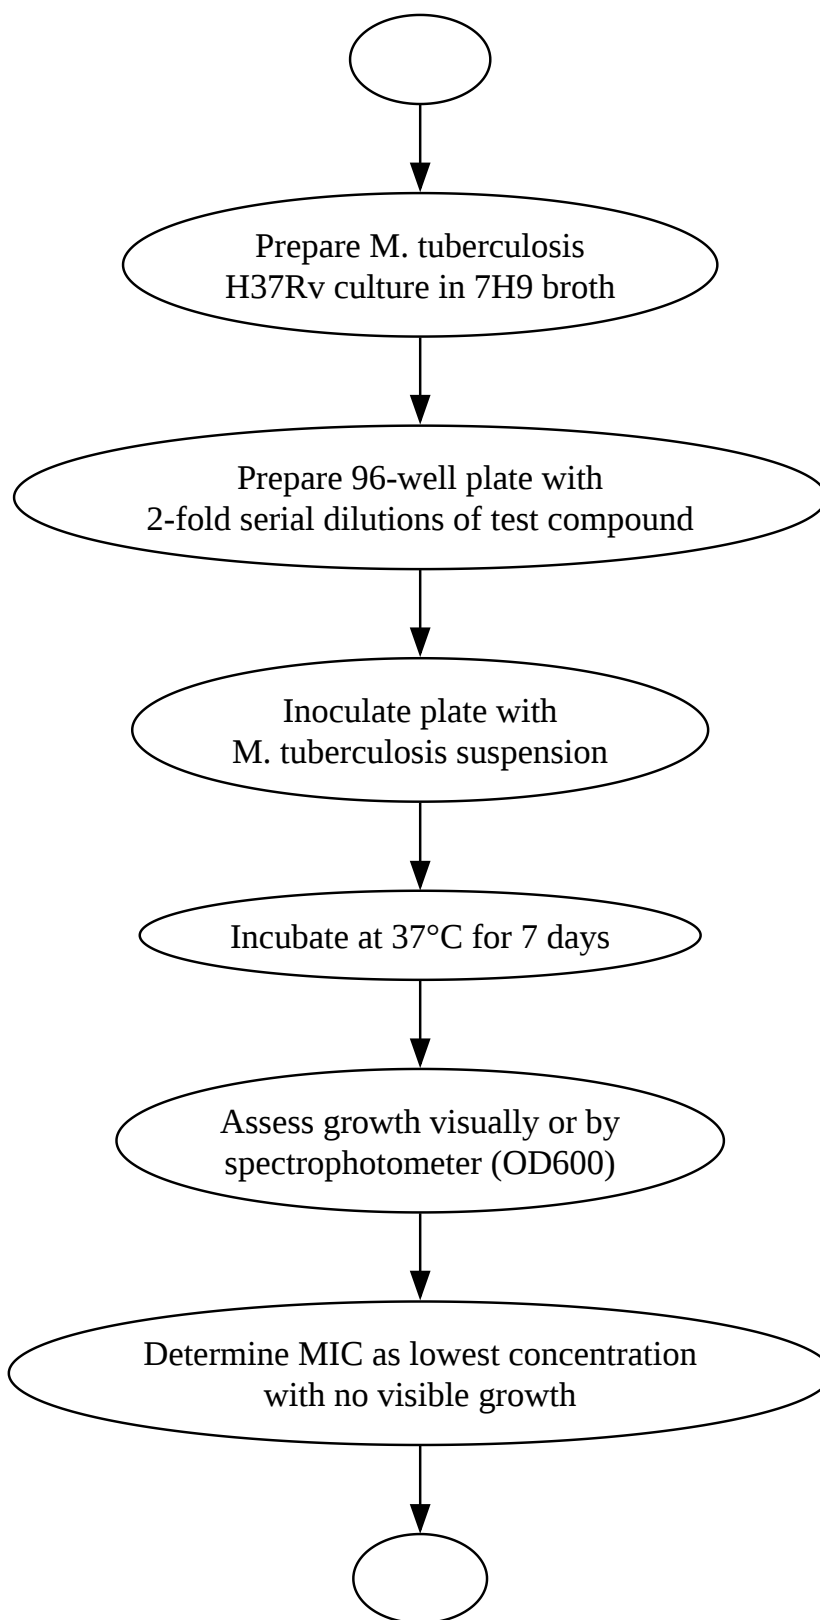 Prepare M. tuberculosis
H37Rv culture in 7H9 broth
Prepare 96-well plate with
2-fold serial dilutions of test compound
Inoculate plate with
M. tuberculosis suspension
Incubate at 37°C for 7 days
Assess growth visually or by
spectrophotometer (OD600)
Determine MIC as lowest concentration
with no visible growth